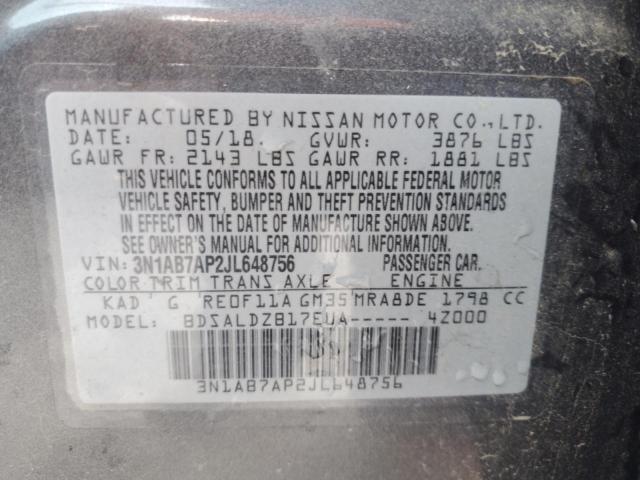 MANUFACTURED BY NISSAN MOTOR CO.,LTD.
DATE: 05/18. GVWR: 3876 LBS
GAWR FR: 2143 LBS GAWR RR: 1881 LBS
THIS VEHICLE CONFORMS TO ALL APPLICABLE FEDERAL MOTOR
VEHICLE SAFETY, BUMPER AND THEFT PREVENTION STANDARDS
IN EFFECT ON THE DATE OF MANUFACTURE SHOWN ABOVE.
SEE OWNER'S MANUAL FOR ADDITIONAL INFORMATION.
VIN: 3N1AB7AP2JL648756 PASSENGER CAR.
COLOR TRIM TRANS AXLE ENGINE
KAD G RE0F11A GM35 MRA8DE 1798 CC
MODEL: BDSALDZB17EUA----- 4Z000
3N1AB7AP2JL648756